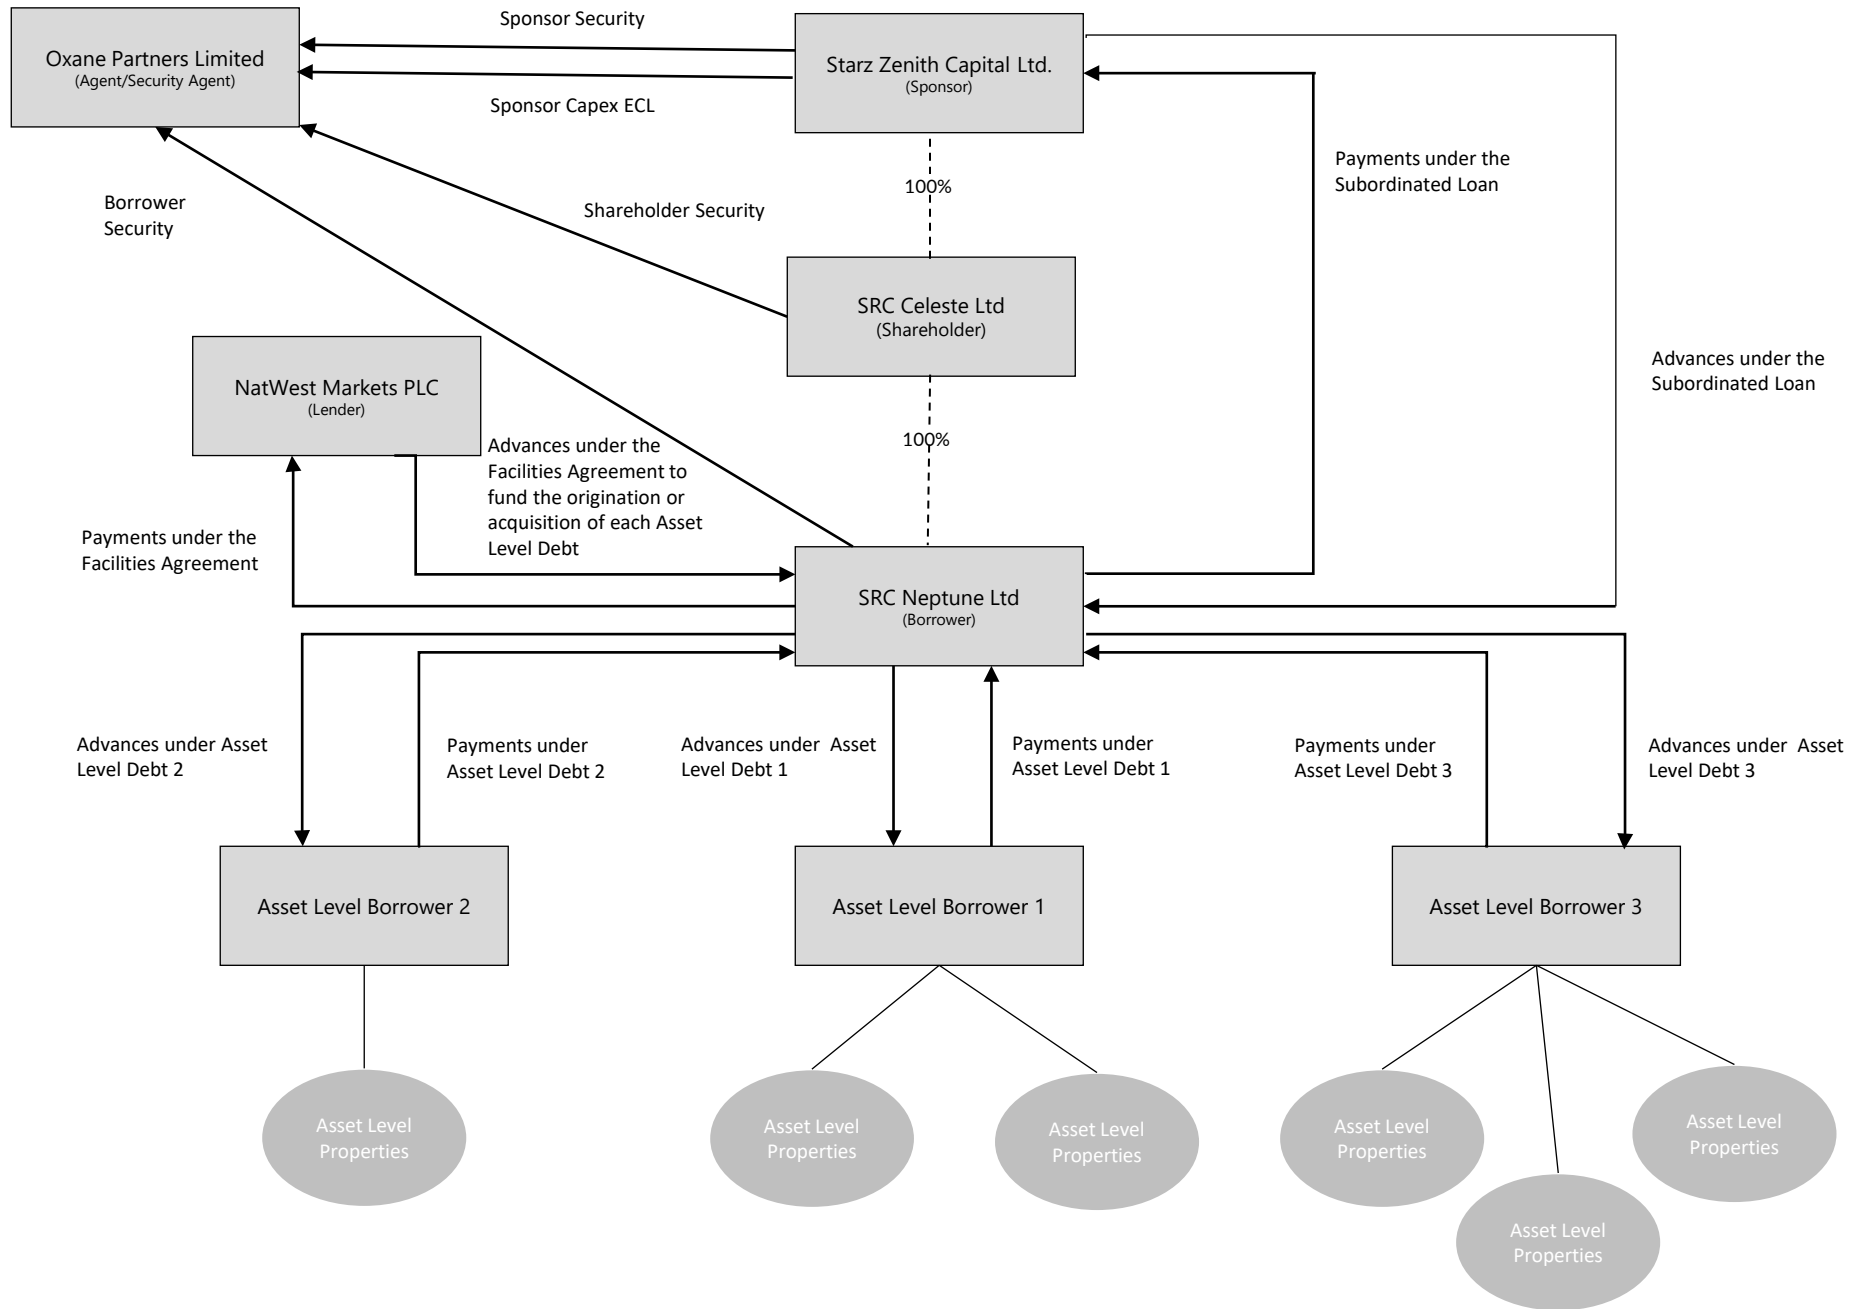 Sponsor Security
Oxane Partners Limited
(Agent/Security Agent)
Starz Zenith Capital Ltd.
(Sponsor)
Sponsor Capex ECL
Payments under the
Subordinated Loan
100%
Borrower
Security
Shareholder Security
SRC Celeste Ltd
(Shareholder)
Advances under the
Subordinated Loan
NatWest Markets PLC
(Lender)
100%
Advances under the
Facilities Agreement to
fund the origination or
acquisition of each Asset
Level Debt
Payments under the
Facilities Agreement
SRC Neptune Ltd
(Borrower)
Advances under Asset
Level Debt 2
Payments under
Asset Level Debt 2
Advances under Asset
Level Debt 1
Payments under
Asset Level Debt 1
Payments under
Asset Level Debt 3
Advances under Asset
Level Debt 3
Asset Level Borrower 2
Asset Level Borrower 1
Asset Level Borrower 3
Asset Level
Properties
Asset Level
Properties
Asset Level
Properties
Asset Level
Properties
Asset Level
Properties
Asset Level
Properties